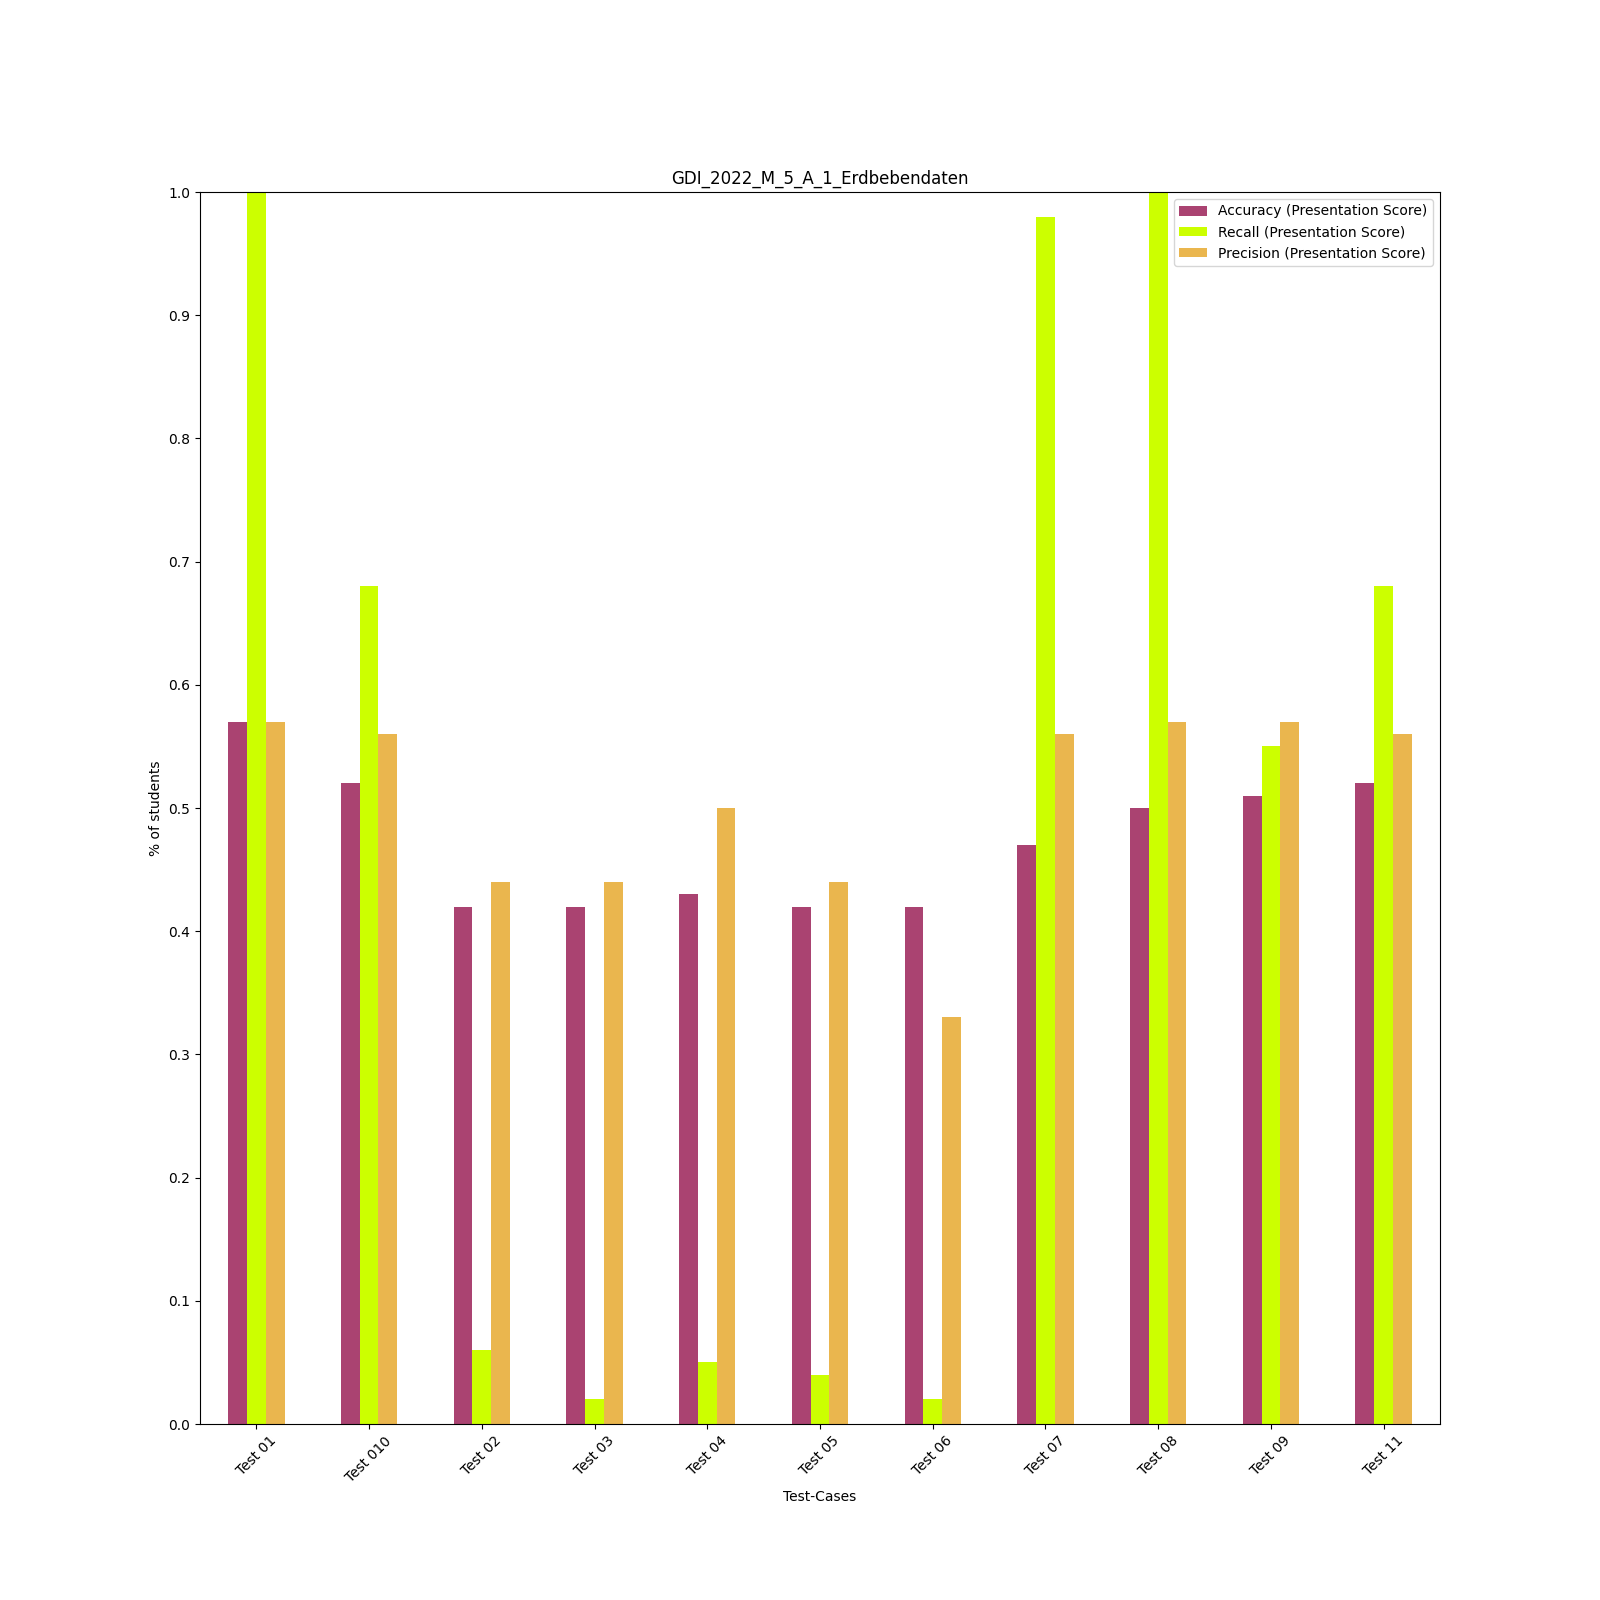 GDI_2022_M_5_A_1_Erdbebendaten
Accuracy (Presentation Score)
Recall (Presentation Score)
Precision (Presentation Score)
% of students
1.0
0.9
0.8
0.7
0.6
0.5
0.4
0.3
0.2
0.1
0.0
Test 01
Test 010
Test 02
Test 03
Test 04
Test 05
Test 06
Test 07
Test 08
Test 09
Test 11
Test-Cases